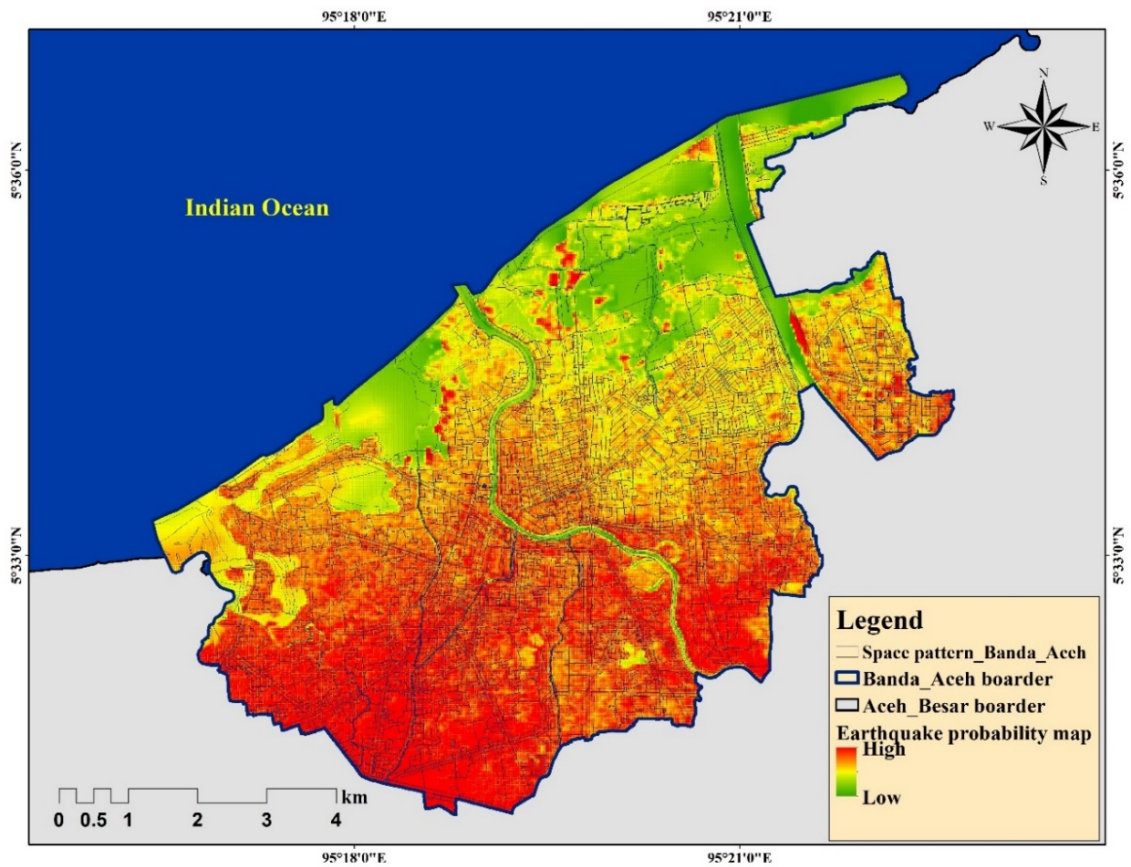 95°18'0"E
95°21'0"E
N
W
E
S
5°36'0"N
5°36'0"N
Indian Ocean
5°33'0"N
5°33'0"N
Legend
Space pattern_Banda_Aceh
Banda_Aceh boarder
Aceh_Besar boarder
Earthquake probability map
High
Low
km
0 0.5 1 2 3 4
95°18'0"E
95°21'0"E